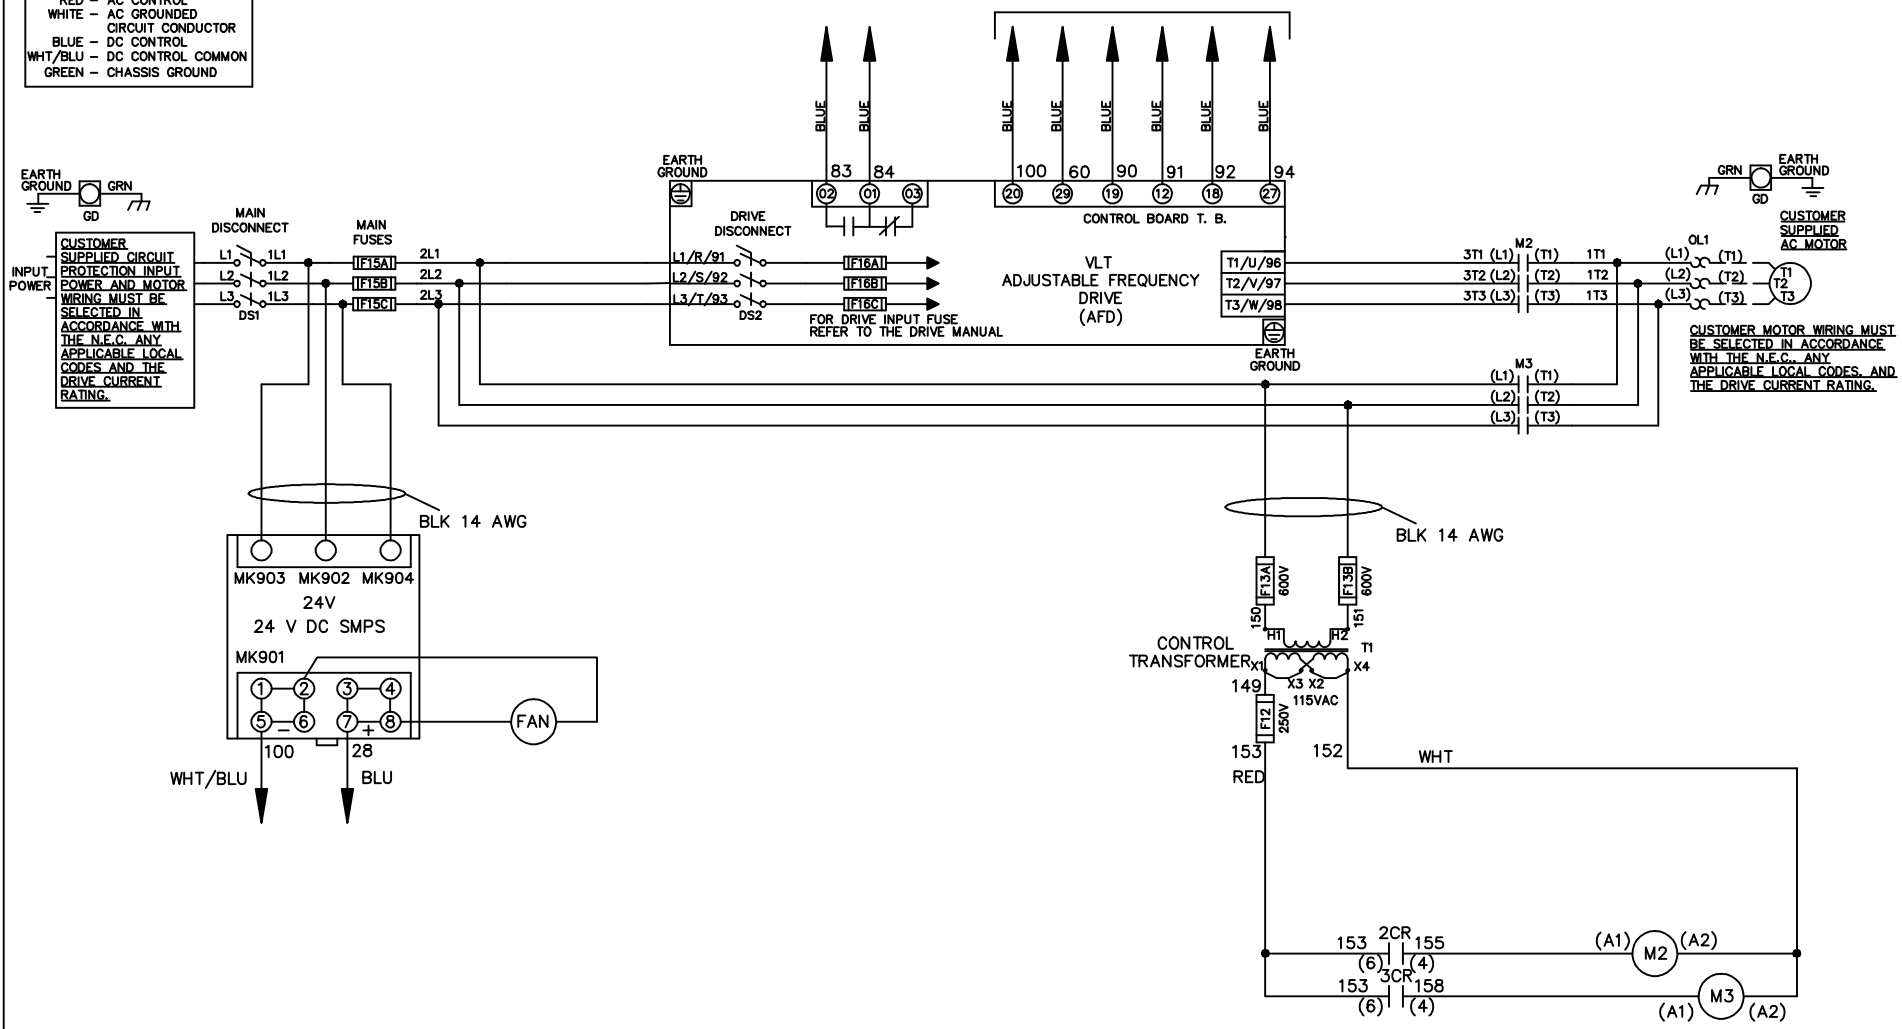 RED - AC CONTROL
WHITE - AC GROUNDED
CIRCUIT CONDUCTOR
BLUE - DC CONTROL
WHT/BLU - DC CONTROL COMMON
GREEN - CHASSIS GROUND
BLUE BLUE BLUE BLUE BLUE BLUE BLUE BLUE
EARTH
GROUND
GRN
GD
EARTH
GROUND
83 84
100 60 90 91 92 94
02 01 03
20 29 19 12 18 27
CONTROL BOARD T. B.
GRN
EARTH
GROUND
GD
CUSTOMER
SUPPLIED
AC MOTOR
MAIN
DISCONNECT
MAIN
FUSES
DRIVE
DISCONNECT
INPUT
POWER
CUSTOMER
SUPPLIED CIRCUIT
PROTECTION INPUT
POWER AND MOTOR
WIRING MUST BE
SELECTED IN
ACCORDANCE WITH
THE N.E.C. ANY
APPLICABLE LOCAL
CODES AND THE
DRIVE CURRENT
RATING.
L1 1L1 F15A 2L1
L2 1L2 F15B 2L2
L3 1L3 F15C 2L3
DS1
L1/R/91 F16A
L2/S/92 F16B
L3/T/93 F16C
DS2
FOR DRIVE INPUT FUSE
REFER TO THE DRIVE MANUAL
VLT
ADJUSTABLE FREQUENCY
DRIVE
(AFD)
T1/U/96
T2/V/97
T3/W/98
EARTH
GROUND
M2
OL1
3T1 (L1) (T1) 1T1 (L1) (T1)
3T2 (L2) (T2) 1T2 (L2) (T2)
3T3 (L3) (T3) 1T3 (L3) (T3)
T1
T2
T3
CUSTOMER MOTOR WIRING MUST
BE SELECTED IN ACCORDANCE
WITH THE N.E.C., ANY
APPLICABLE LOCAL CODES, AND
THE DRIVE CURRENT RATING.
M3
(L1) (T1)
(L2) (T2)
(L3) (T3)
BLK 14 AWG
BLK 14 AWG
MK903 MK902 MK904
24V
24 V DC SMPS
MK901
1 2 3 4
5 6 7 8
- +
FAN
100 28
WHT/BLU BLU
F13A 600V F13B 600V
150 151
H1 H2
T1
CONTROL
TRANSFORMER
X1 X4
X3 X2
149
115VAC
F12 250V
153 152
WHT
RED
2CR
153 155
(6) (4)
(A1) M2 (A2)
3CR
153 158
(6) (4)
(A1) M3 (A2)